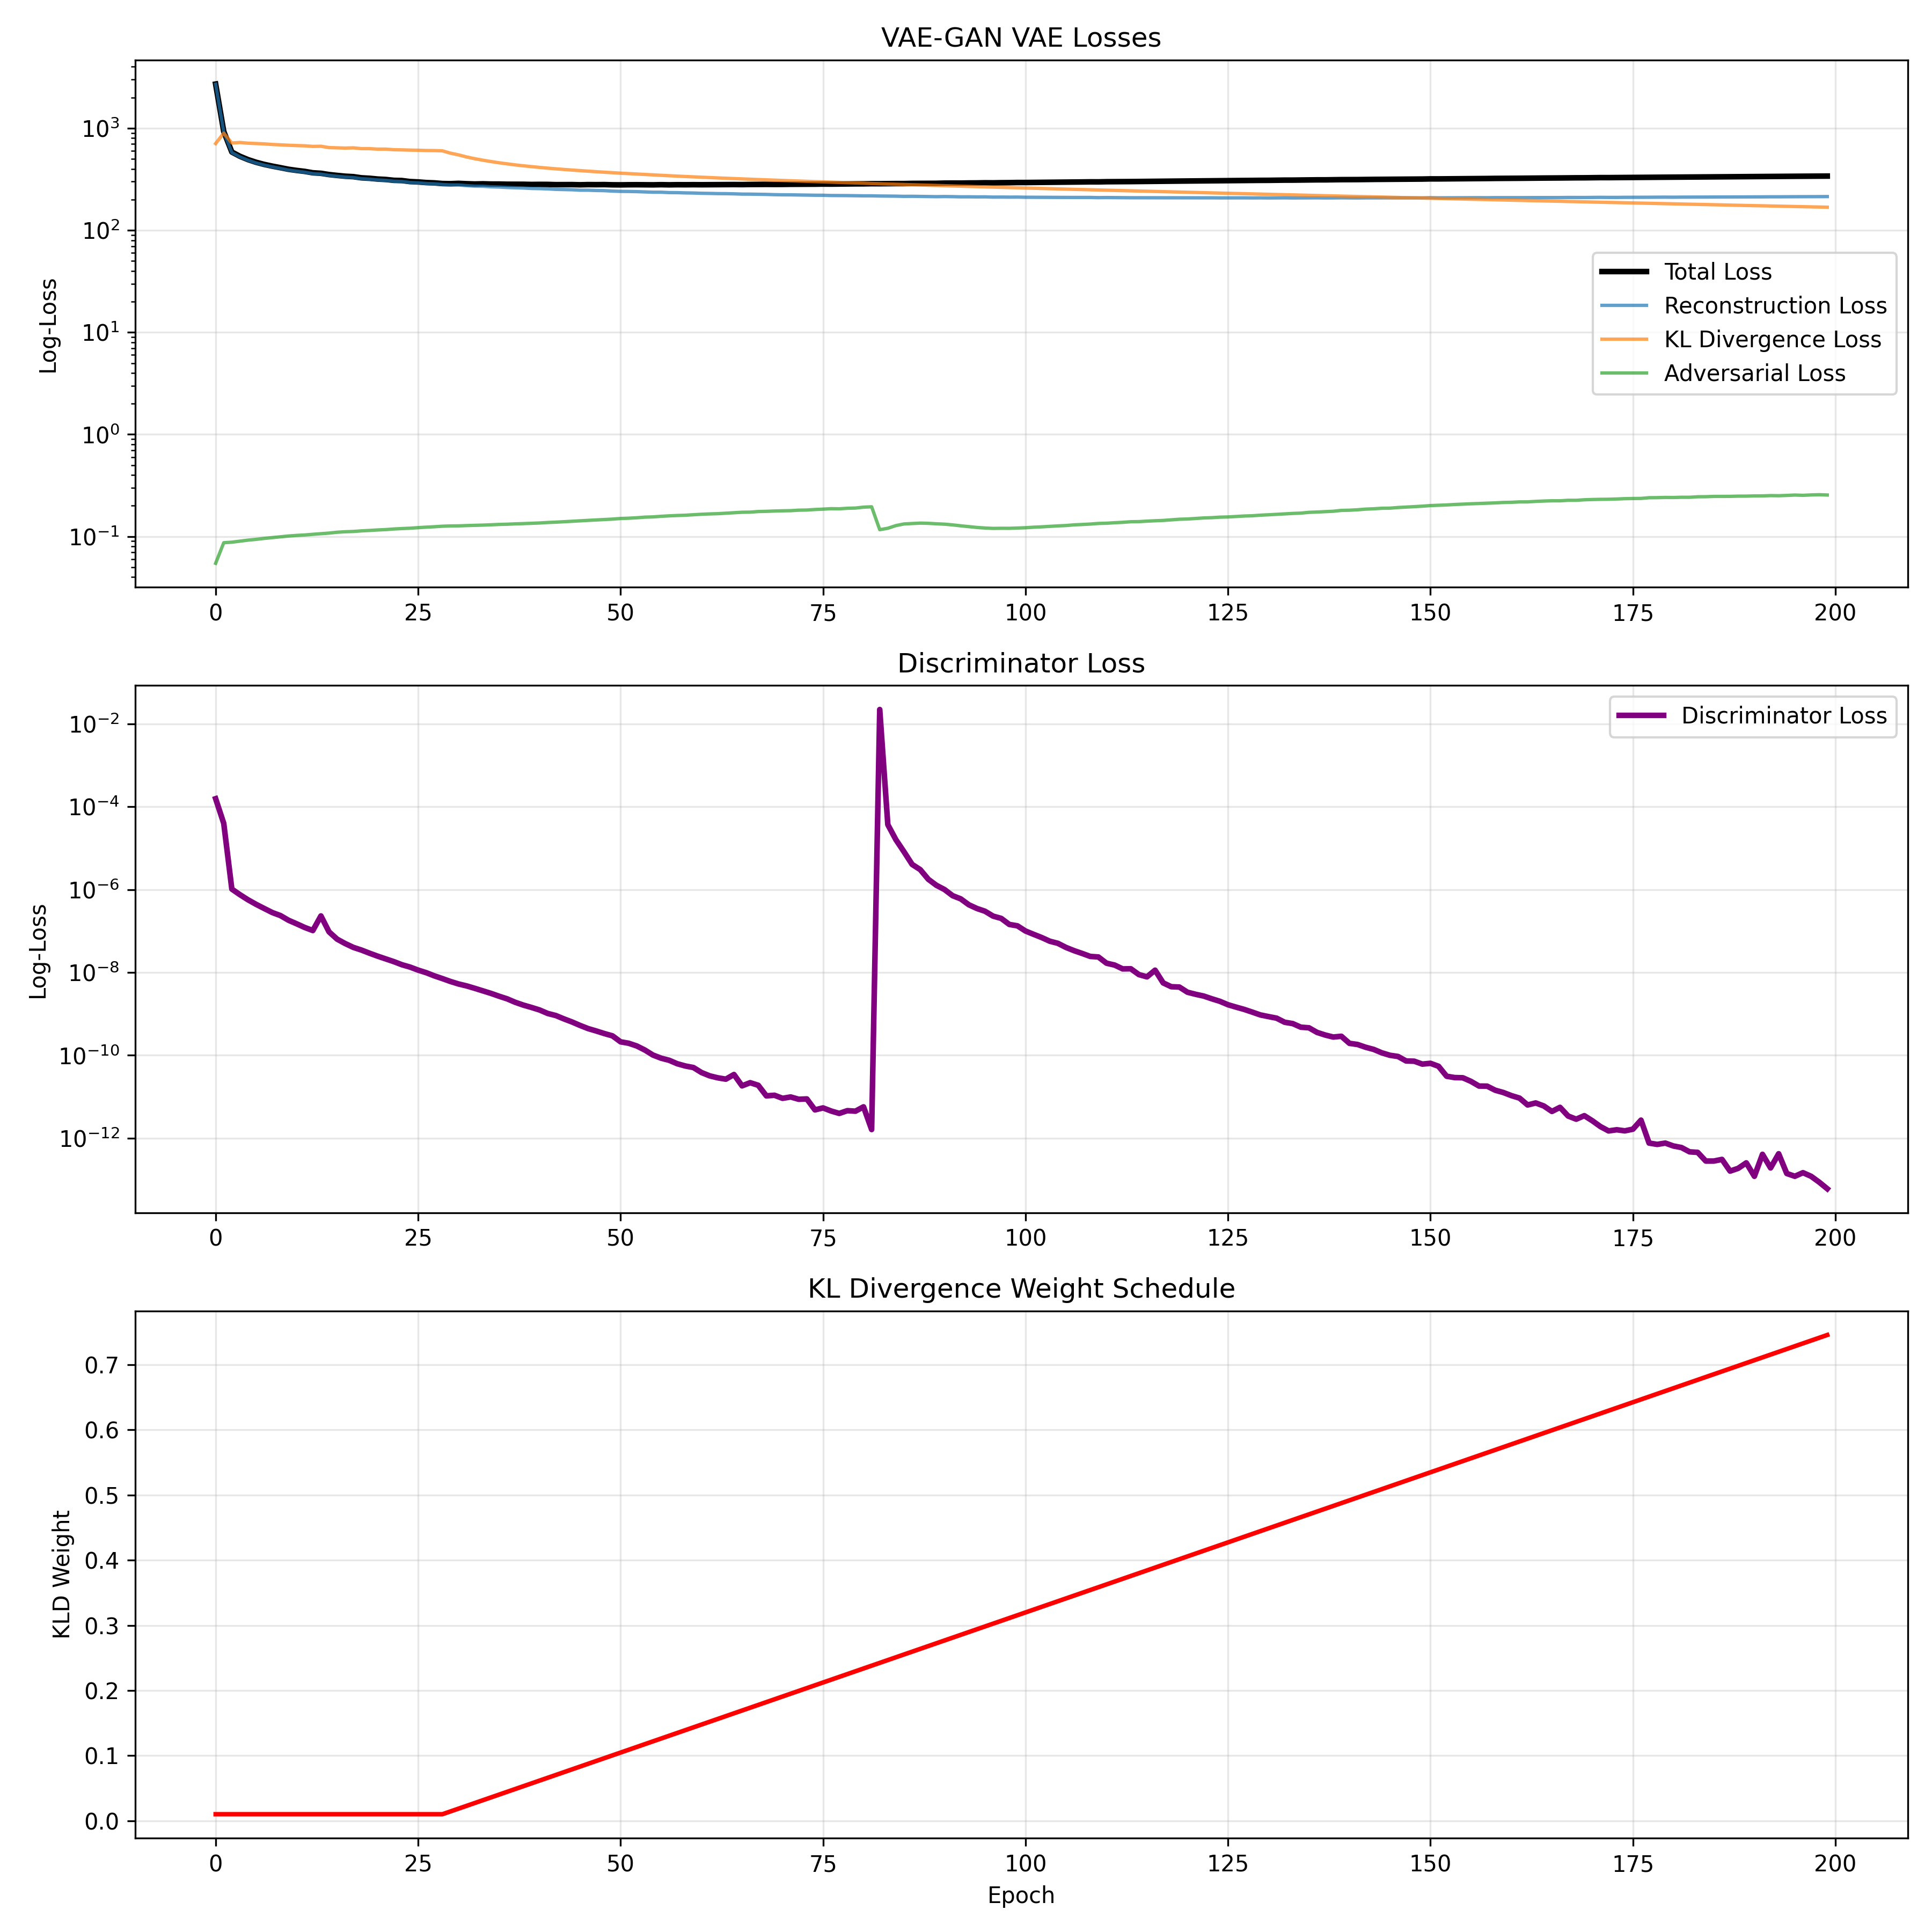 VAE-GAN VAE Losses
10³
10²
10¹
10⁰
10⁻¹
Log-Loss
Total Loss
Reconstruction Loss
KL Divergence Loss
Adversarial Loss
0 25 50 75 100 125 150 175 200
Discriminator Loss
10⁻²
10⁻⁴
10⁻⁶
10⁻⁸
10⁻¹⁰
10⁻¹²
Log-Loss
Discriminator Loss
0 25 50 75 100 125 150 175 200
KL Divergence Weight Schedule
0.7
0.6
0.5
0.4
0.3
0.2
0.1
0.0
KLD Weight
0 25 50 75 100 125 150 175 200
Epoch